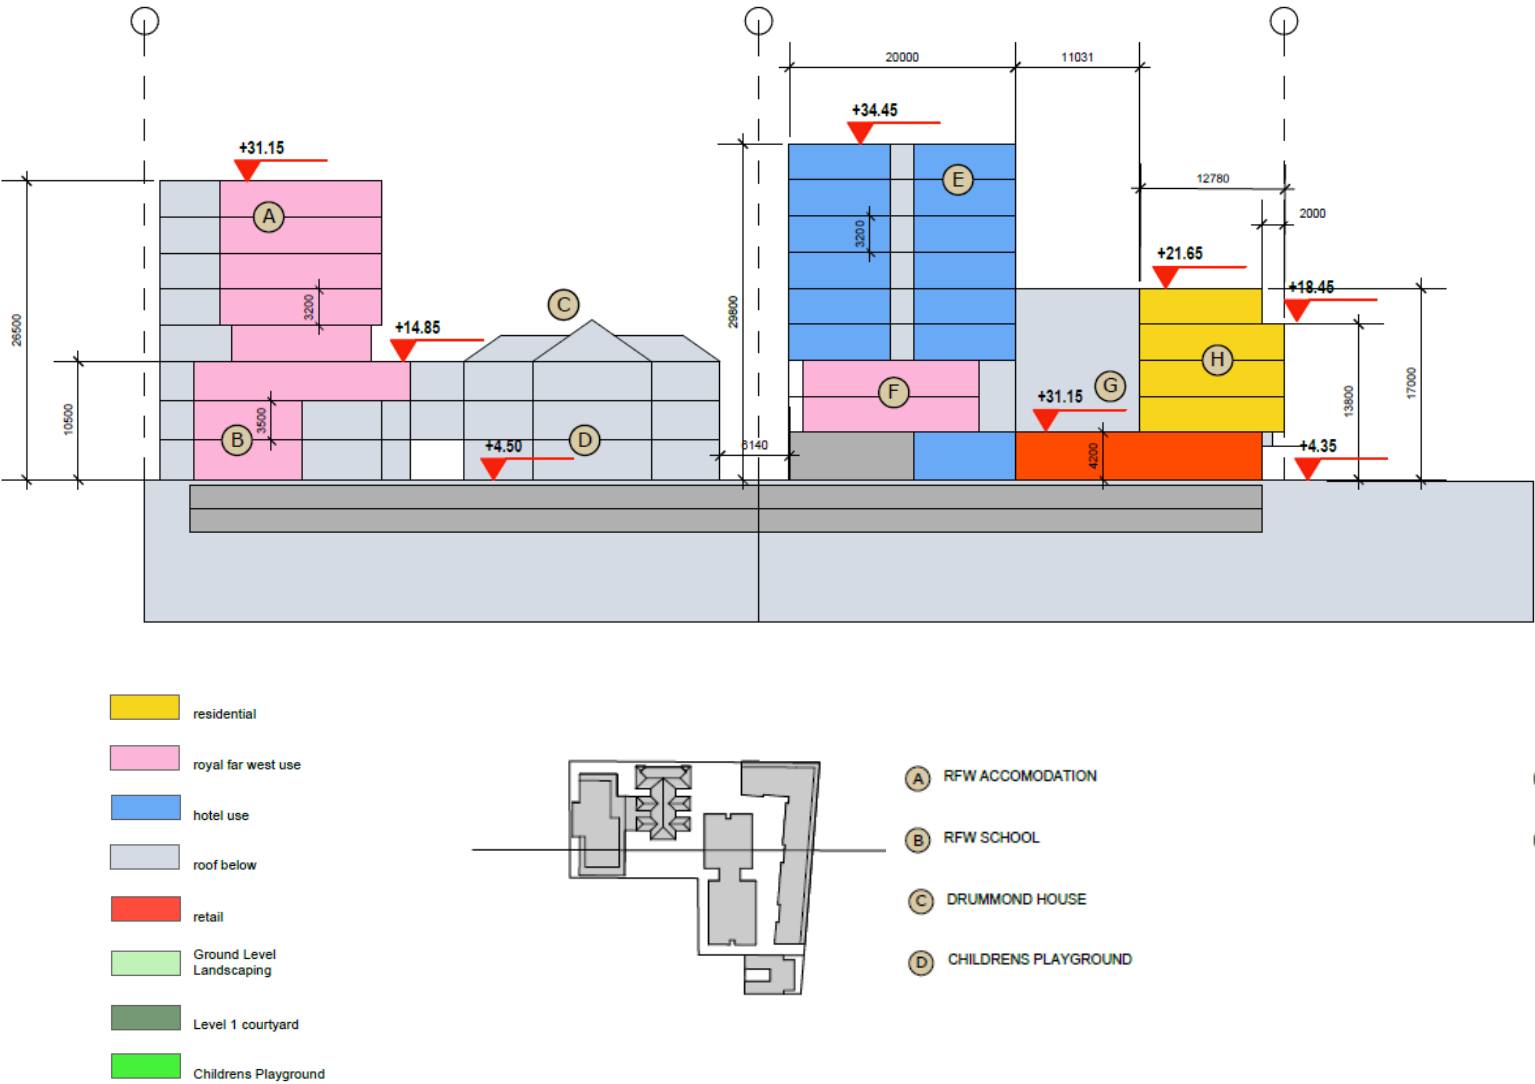 20000
11031
+34.45
+31.15
A
E
12780
2000
3200
+21.65
+18.45
3200
C
29800
26500
+14.85
H
G
F
17000
13800
+31.15
10500
3500
B
D
+4.50
6140
4200
+4.35
residential
royal far west use
hotel use
roof below
retail
Ground Level
Landscaping
Level 1 courtyard
Childrens Playground
A RFW ACCOMODATION
B RFW SCHOOL
C DRUMMOND HOUSE
D CHILDRENS PLAYGROUND